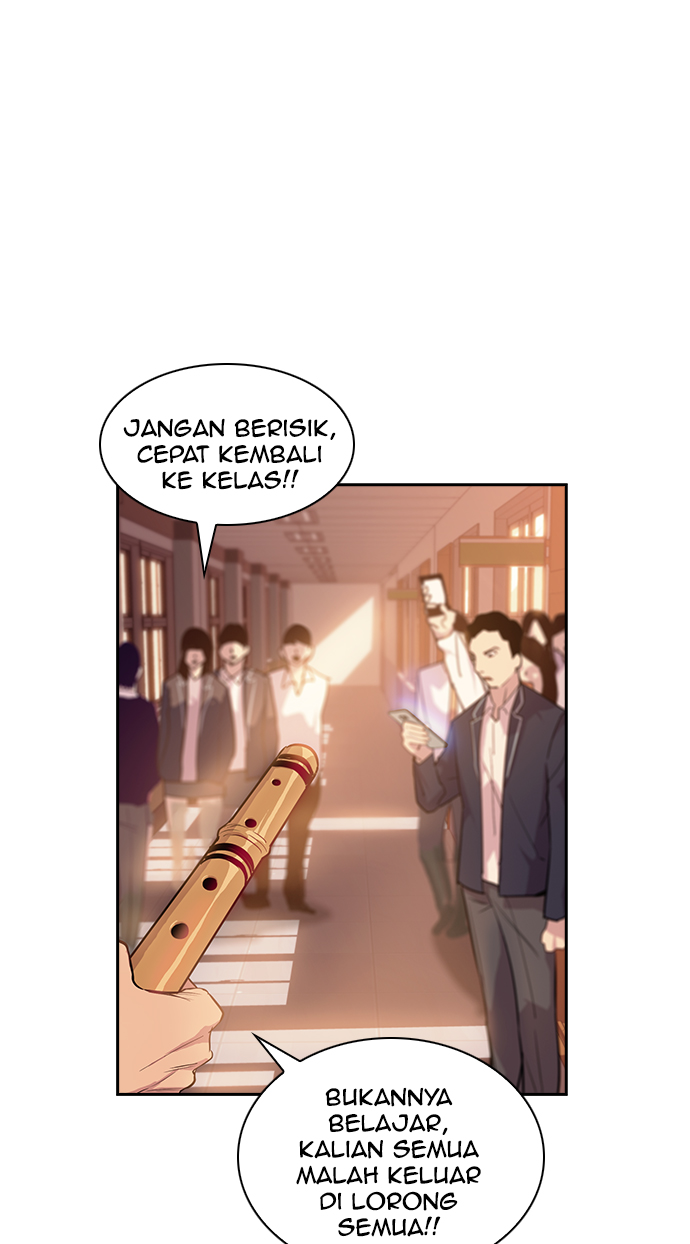 JANGAN BERISIK,
CEPAT KEMBALI
KE KELAS!!
BUKANNYA
BELAJAR,
KALIAN SEMUA
MALAH KELUAR
DI LORONG
SEMUA!!